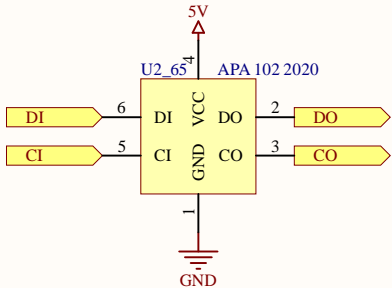 5V
U2_65 APA 102 2020
4
DI 6 DI VCC DO 2 DO
CI 5 CI GND CO 3 CO
1
GND